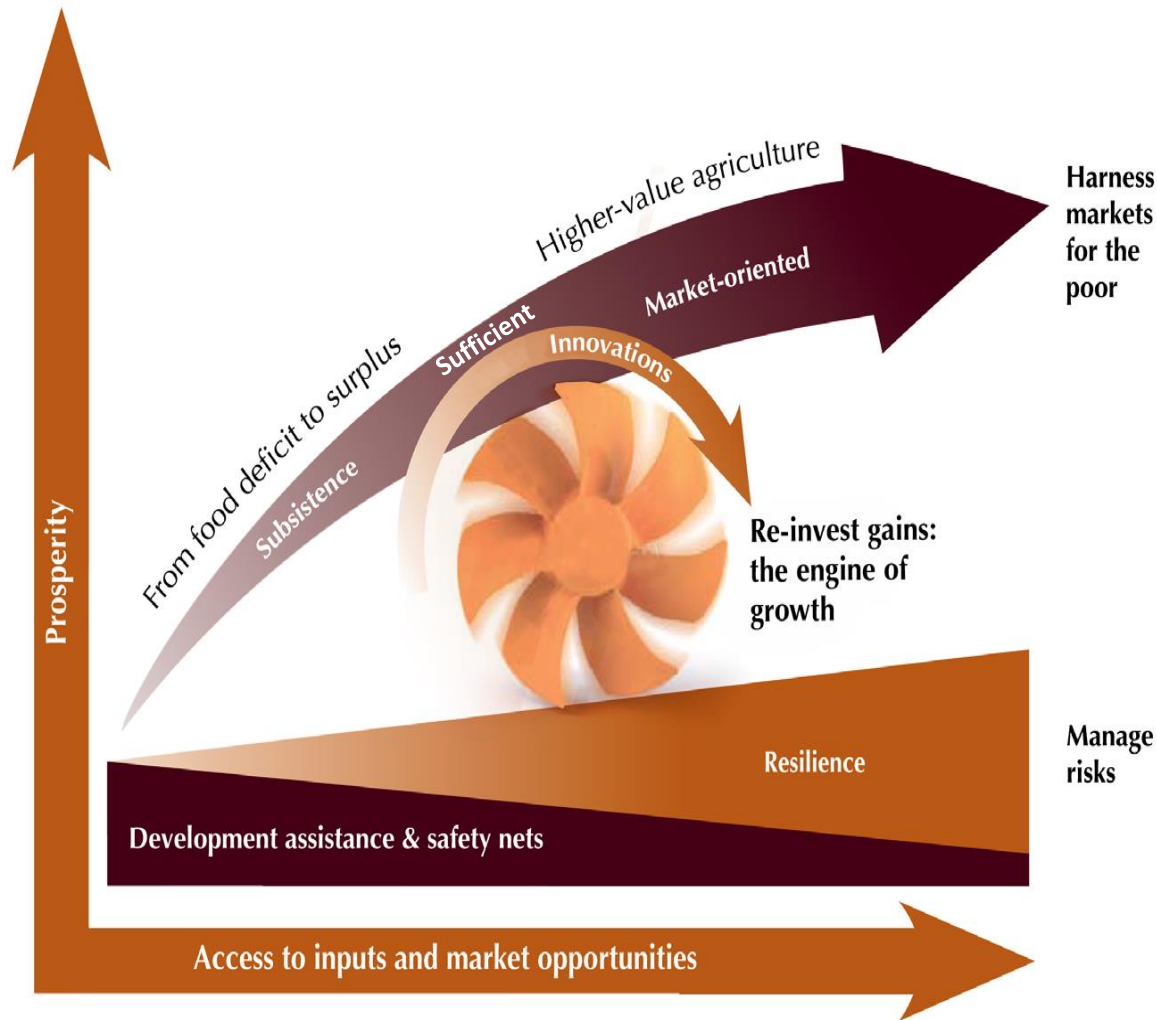 Prosperity
From food deficit to surplus
Higher-value agriculture
Subsistence
Sufficient
Market-oriented
Innovations
Harness
markets
for the
poor
Re-invest gains:
the engine of
growth
Resilience
Manage
risks
Development assistance & safety nets
Access to inputs and market opportunities